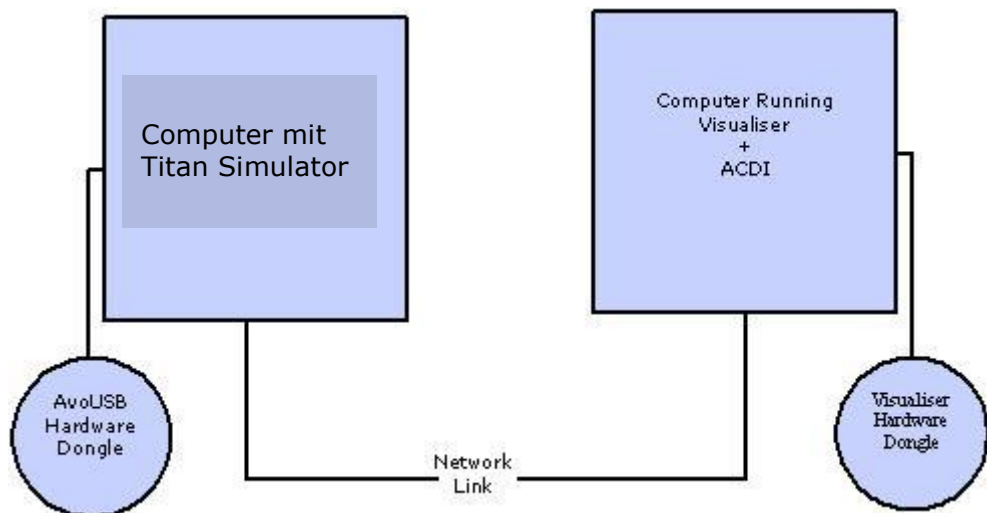 Computer mit
Titan Simulator
Computer Running
Visualiser
+
ACDI
AvoUSB
Hardware
Dongle
Visualiser
Hardware
Dongle
Network
Link